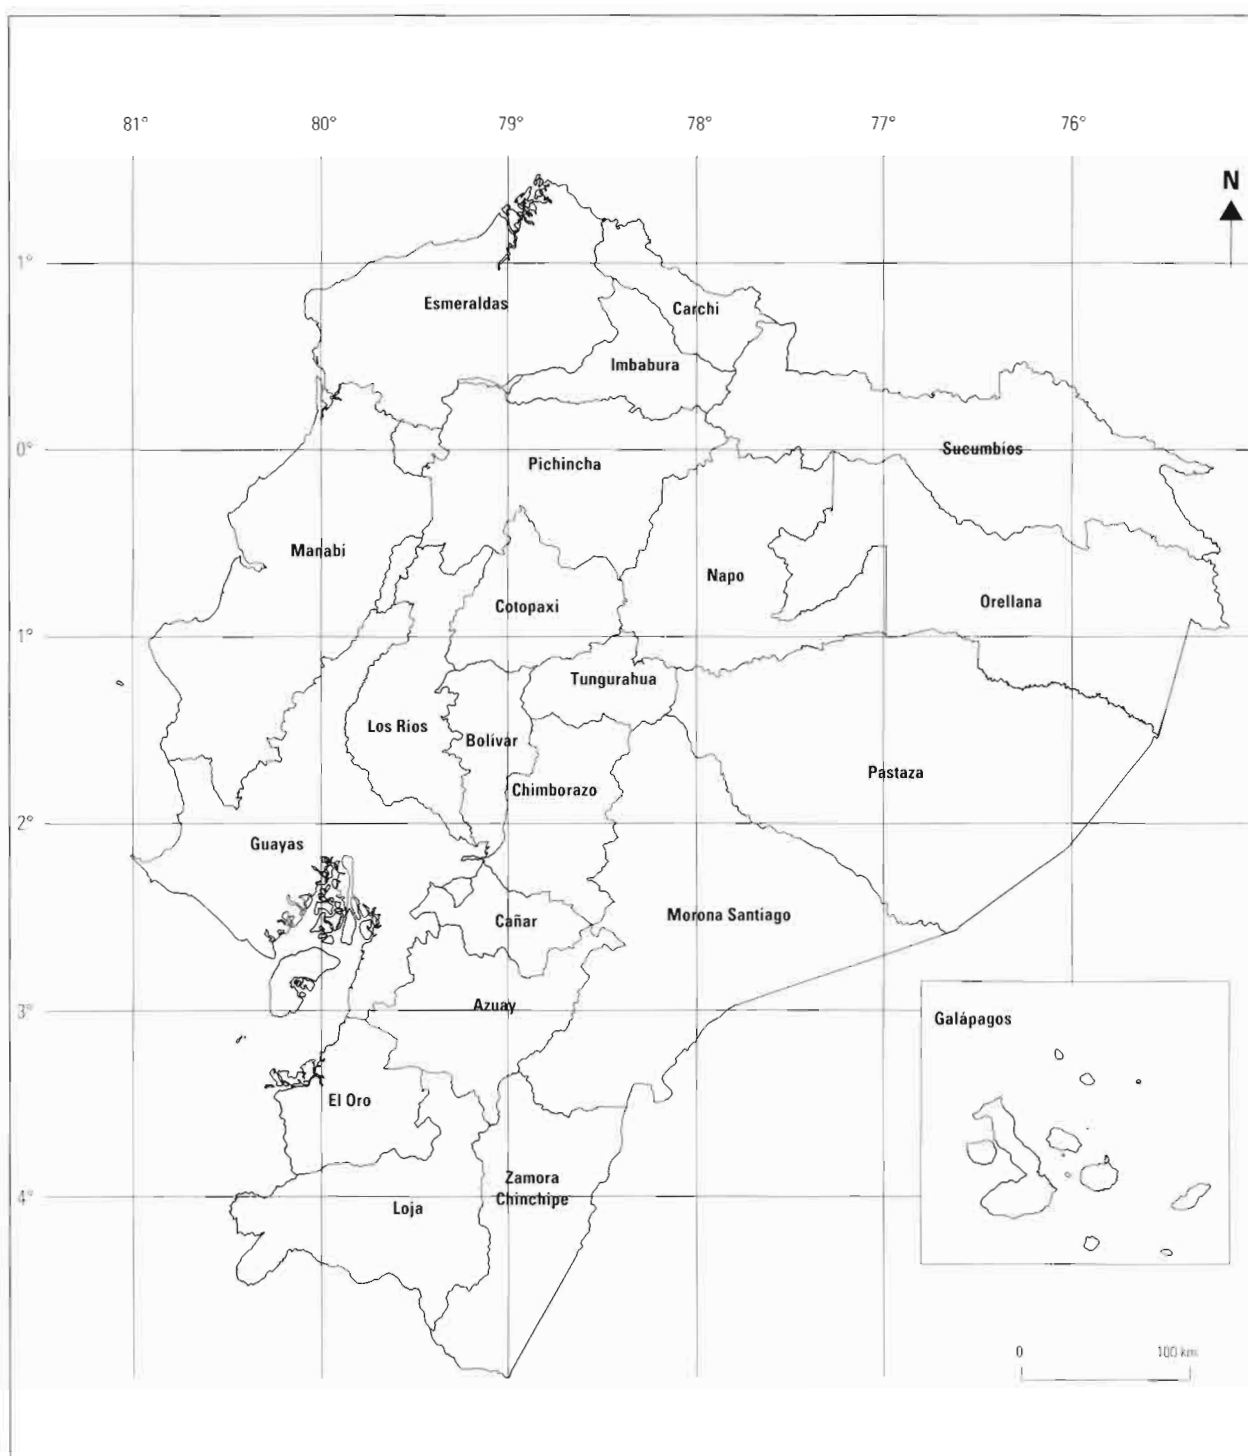 81° 80° 79° 78° 77° 76°
N
1°
Esmeraldas
Carchi
Imbabura
0°
Pichincha
Sucumbios
Manabi
Napo
Cotopaxi
Orellana
1°
Tungurahua
Los Rios
Bolívar
Pastaza
Chimborazo
2°
Guayas
Cañar
Morona Santiago
Azuay
3°
Galápagos
El Oro
Zamora
Chinchipe
4°
Loja
0 100 km